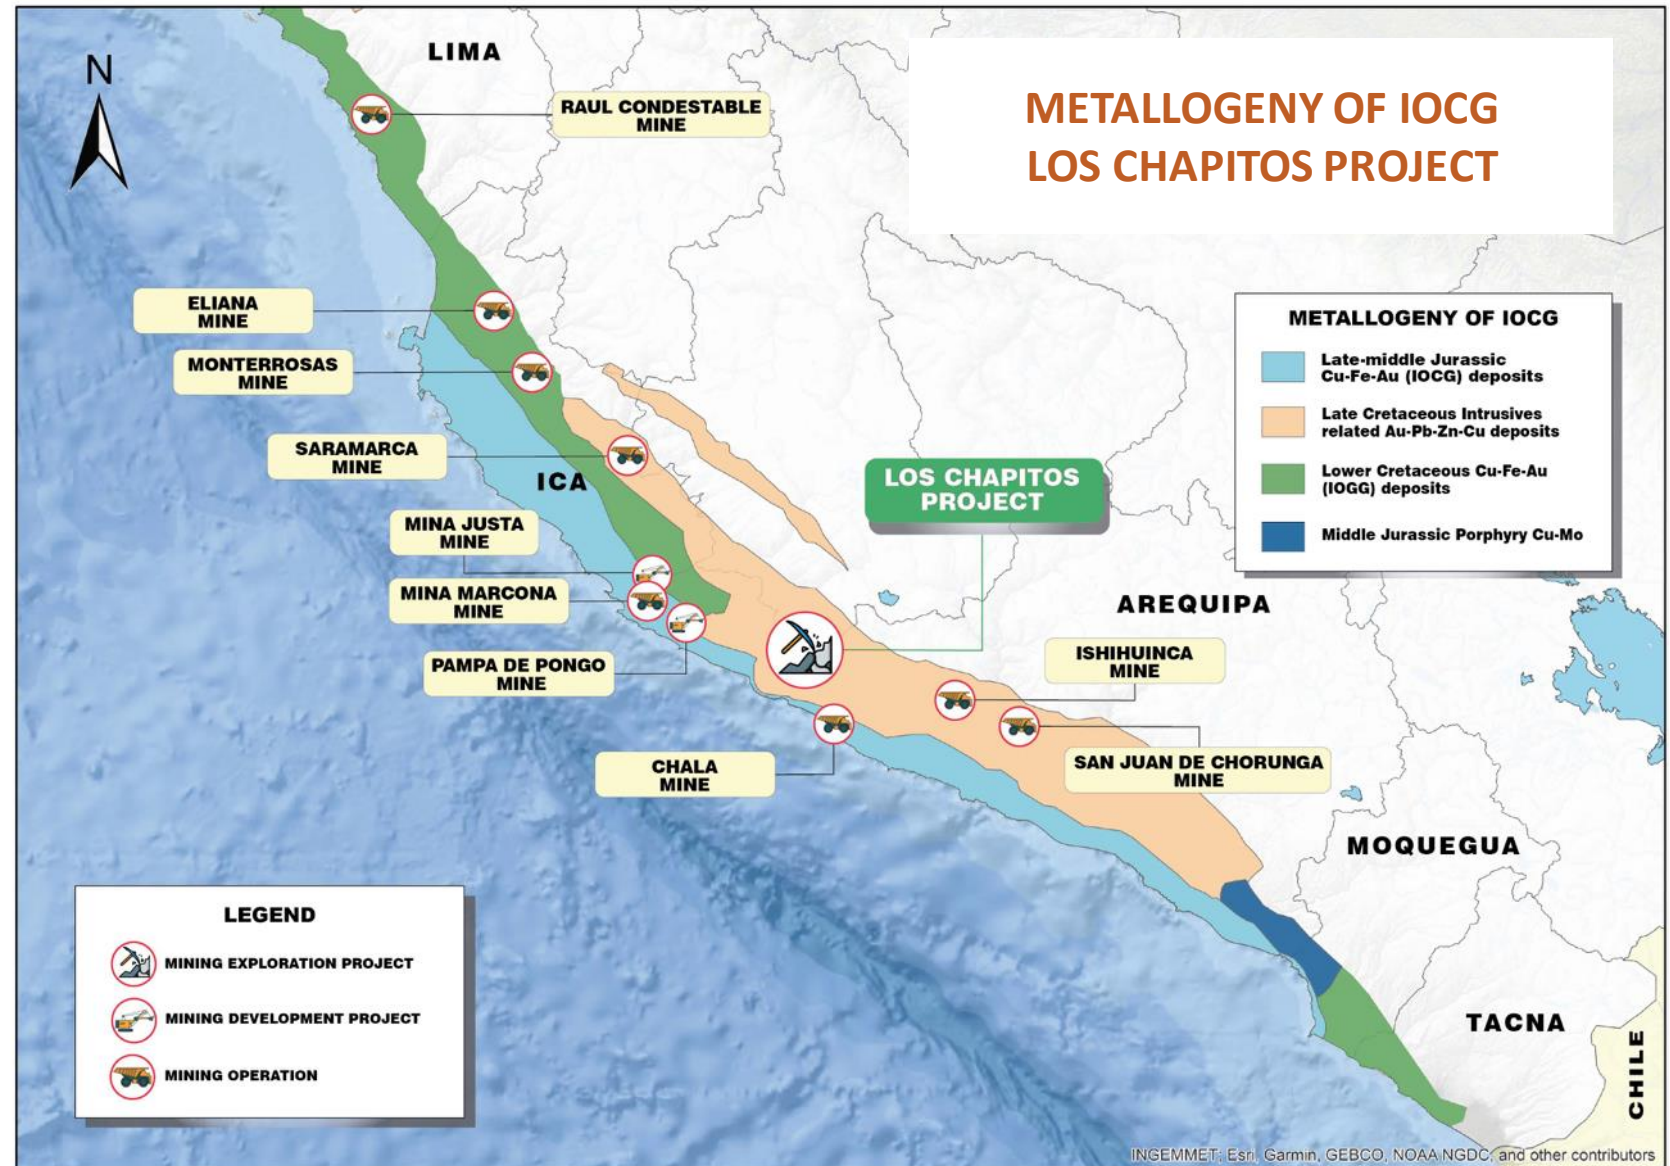 METALLOGENY OF IOCG
LOS CHAPITOS PROJECT
N
LIMA
RAUL CONDESTABLE
MINE
ELIANA
MINE
MONTERROSAS
MINE
SARAMARCA
MINE
ICA
MINA JUSTA
MINE
MINA MARCONA
MINE
PAMPA DE PONGO
MINE
CHALA
MINE
LOS CHAPITOS
PROJECT
AREQUIPA
ISHIHUINCA
MINE
SAN JUAN DE CHORUNGA
MINE
MOQUEGUA
TACNA
CHILE
METALLOGENY OF IOCG
Late-middle Jurassic
Cu-Fe-Au (IOCG) deposits
Late Cretaceous Intrusives
related Au-Pb-Zn-Cu deposits
Lower Cretaceous Cu-Fe-Au
(IOGG) deposits
Middle Jurassic Porphyry Cu-Mo
LEGEND
MINING EXPLORATION PROJECT
MINING DEVELOPMENT PROJECT
MINING OPERATION
INGEMMET; Esri, Garmin, GEBCO, NOAA NGDC, and other contributors